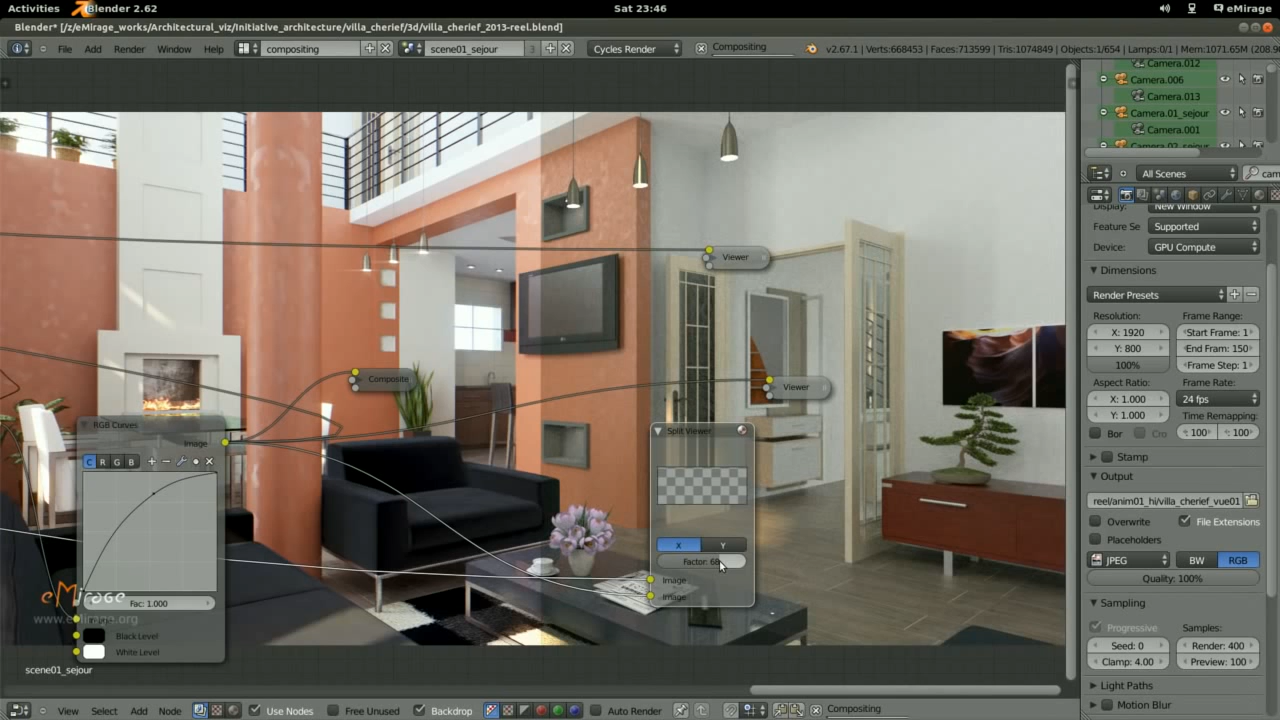 Activities Blender 2.62 Sat 23:46 eMirage
Blender* [/z/eMirage_works/Architectural_viz/Initiative_architecture/villa_cherief/3d/villa_cherief_2013-reel.blend]
File Add Render Window Help compositing scene01_sejour 3 Cycles Render Compositing v2.67.1 | Verts:668453 | Faces:713599 | Tris:1074849 | Objects:1/654 | Lamps:0/1 | Mem:1071.65M
Camera.012
Camera.006
Camera.013
Camera.01_sejour
Camera.001
Camera.02_sejour
All Scenes cam
Display: New Window
Feature Se Supported
Device: GPU Compute
Dimensions
Render Presets
Resolution: Frame Range:
X: 1920 Start Frame: 1
Y: 800 End Fram: 150
100% Frame Step: 1
Aspect Ratio: Frame Rate:
X: 1.000 24 fps
Y: 1.000 Time Remapping:
Bor Cro 100 100
Stamp
Output
reel/anim01_hi/villa_cherief_vue01
Overwrite File Extensions
Placeholders
JPEG BW RGB
Quality: 100%
Sampling
Progressive Samples:
Seed: 0 Render: 400
Clamp: 4.00 Preview: 100
Light Paths
Motion Blur
Viewer
Composite
Viewer
RGB Curves
Image
C R G B
Fac: 1.000
Black Level
White Level
Split Viewer
X Y
Factor: 68
Image
Image
eMirage
www.emirage.org
scene01_sejour
View Select Add Node Use Nodes Free Unused Backdrop Auto Render Compositing